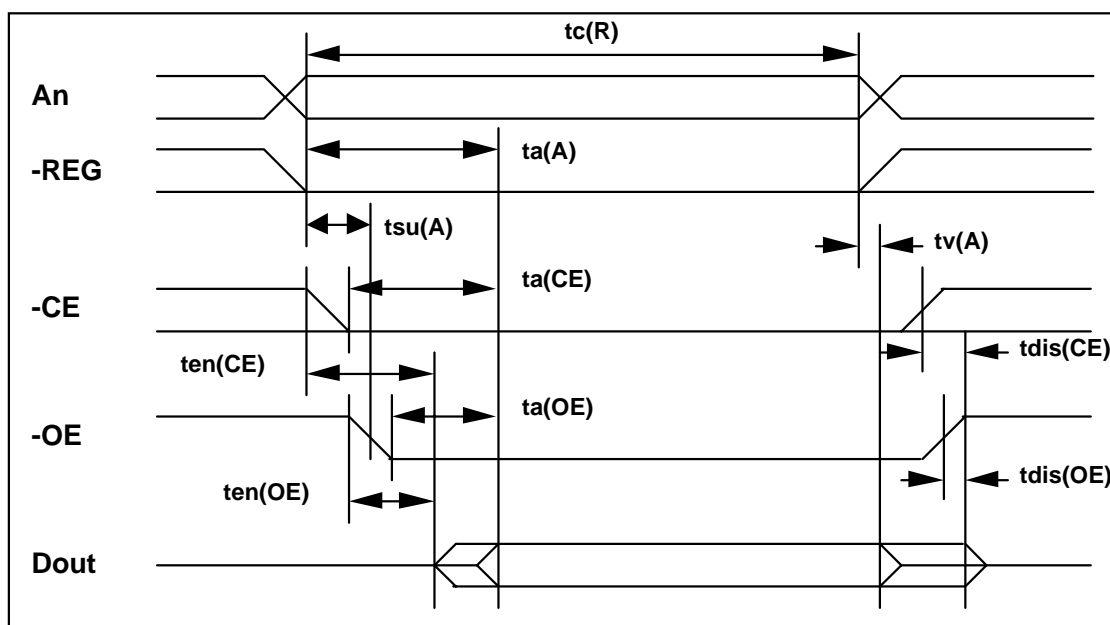 tc(R)
An
ta(A)
-REG
tsu(A)
tv(A)
ta(CE)
-CE
ten(CE)
tdis(CE)
ta(OE)
-OE
ten(OE)
tdis(OE)
Dout